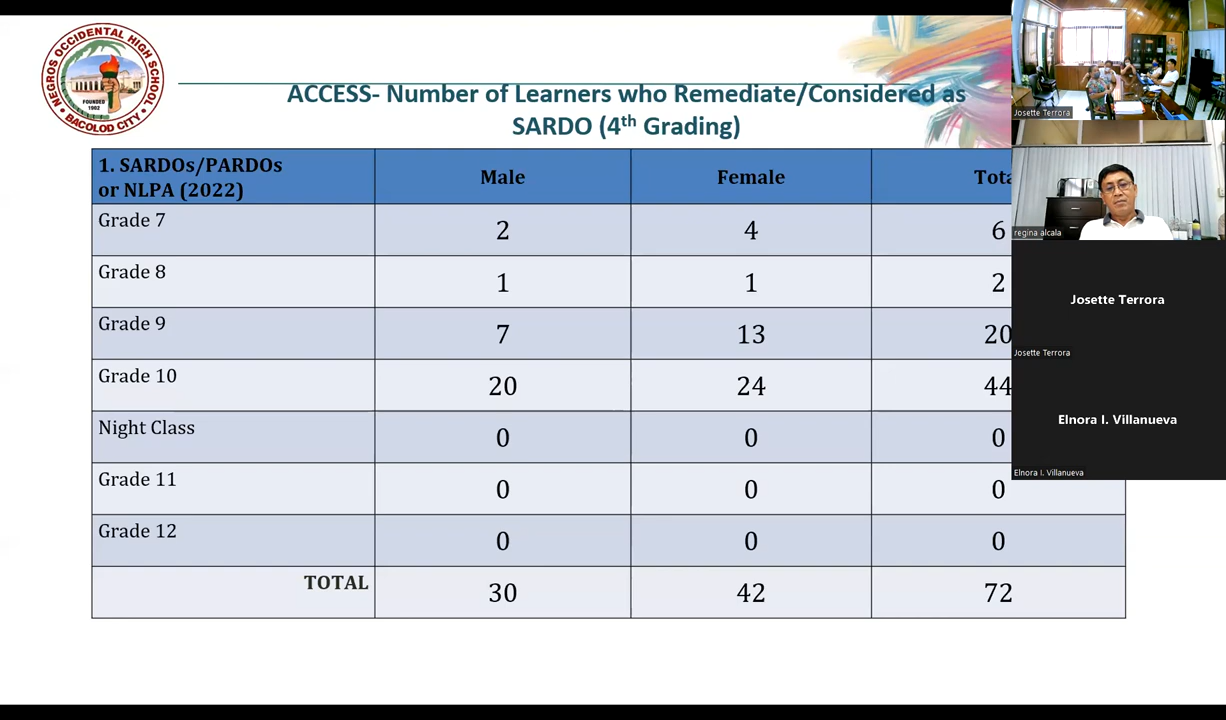 NEGROS OCCIDENTAL HIGH SCHOOL
FOUNDED
1902
BACOLOD CITY
ACCESS- Number of Learners who Remediate/Considered as
SARDO (4th Grading)
1. SARDOs/PARDOs
or NLPA (2022)
Male
Female
Tota
Grade 7
2
4
6
Grade 8
1
1
2
Grade 9
7
13
20
Grade 10
20
24
44
Night Class
0
0
0
Grade 11
0
0
0
Grade 12
0
0
0
TOTAL
30
42
72
Josette Terrora
regina alcala
Josette Terrora
Josette Terrora
Elnora I. Villanueva
Elnora I. Villanueva